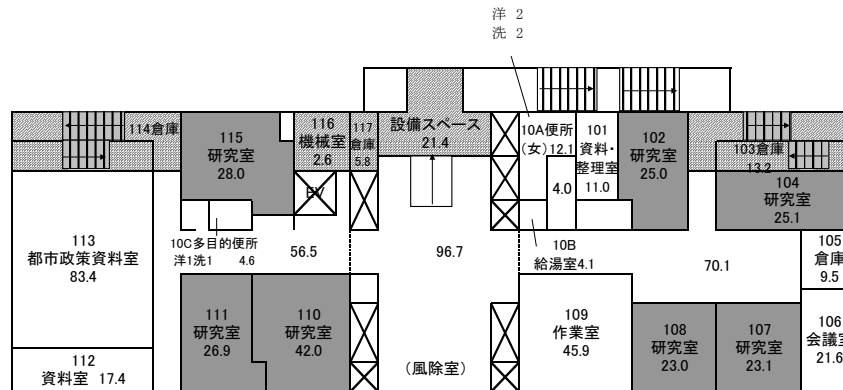 洋 2
洗 2
114倉庫
115
研究室
28.0
116
機械室
2.6
117
倉庫
5.8
設備スペース
21.4
10A便所
(女)12.1
4.0
101
資料・
整理室
11.0
102
研究室
25.0
103倉庫
13.2
104
研究室
25.1
EV
113
都市政策資料室
83.4
10C多目的便所
洋1洗1 4.6
56.5
96.7
10B
給湯室4.1
70.1
105
倉庫
9.5
112
資料室 17.4
111
研究室
26.9
110
研究室
42.0
(風除室)
109
作業室
45.9
108
研究室
23.0
107
研究室
23.1
106
会議室
21.6